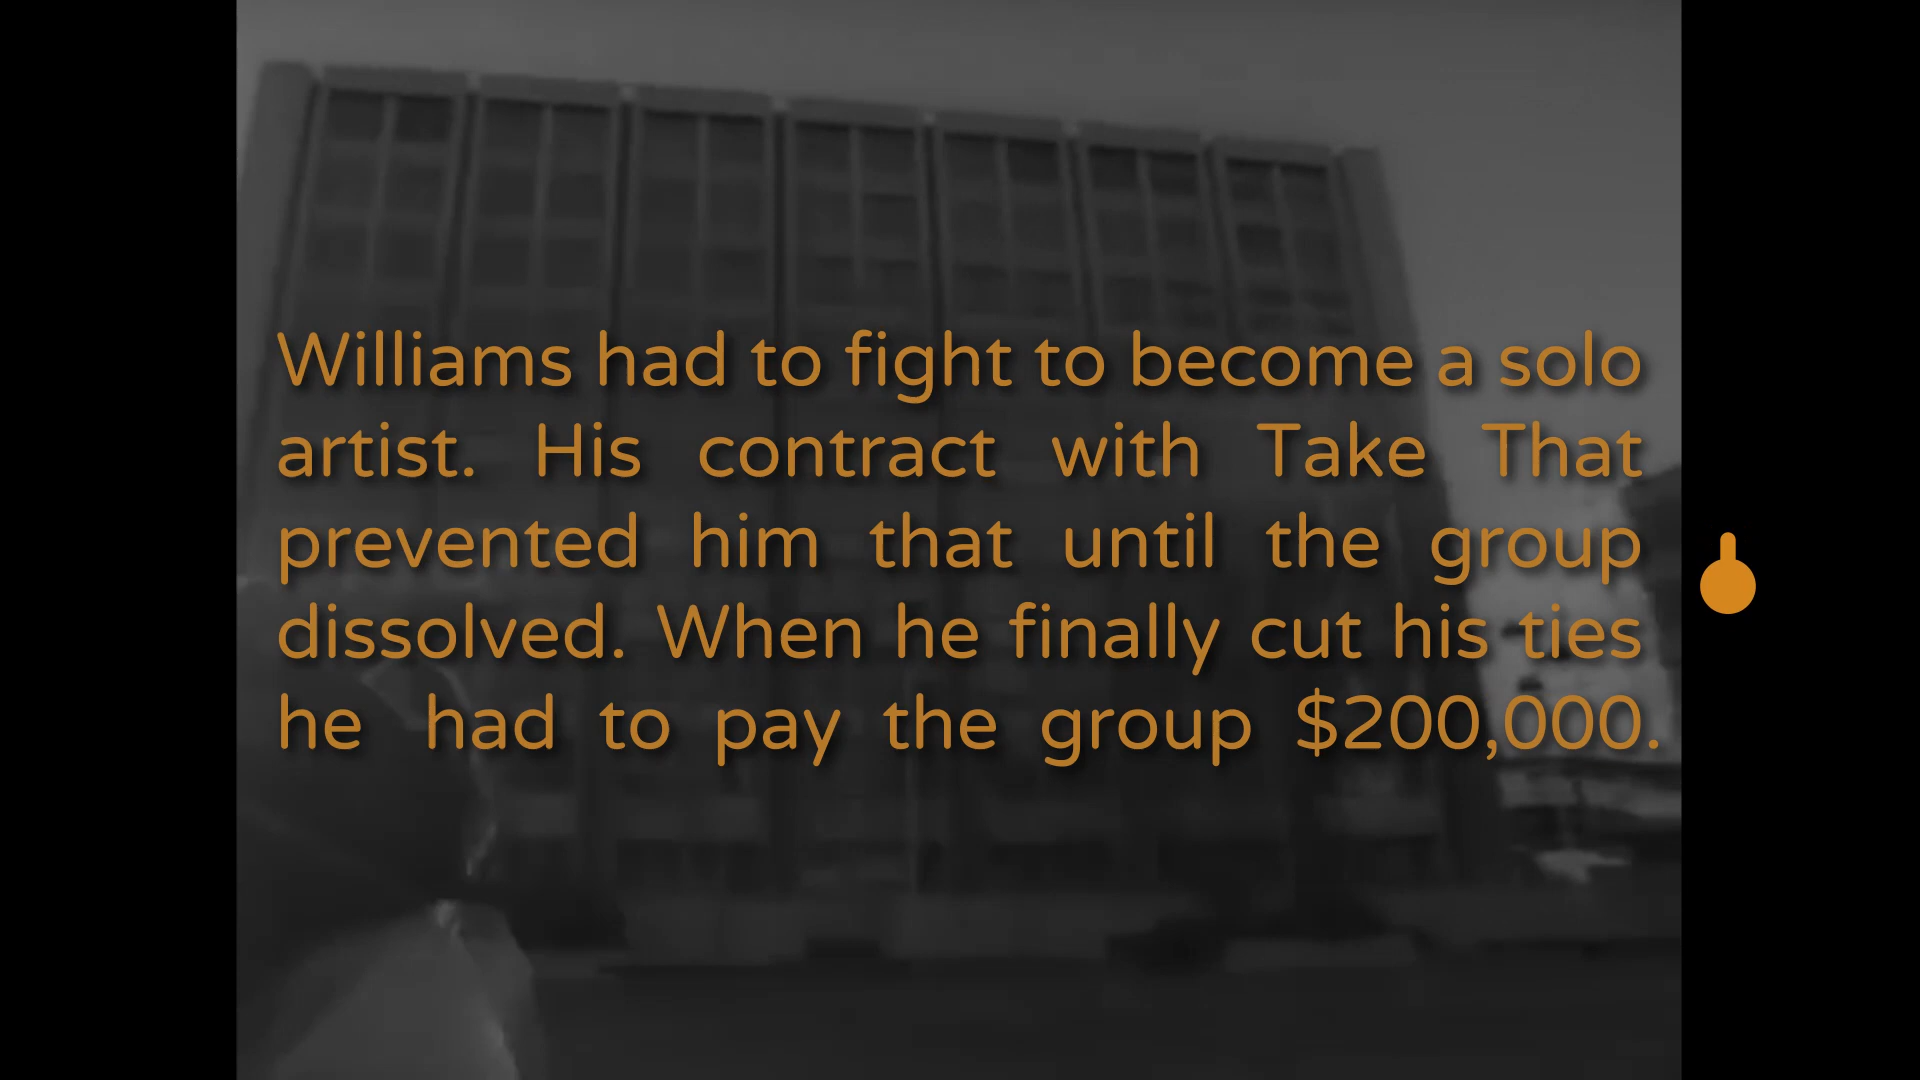 Williams had to fight to become a solo
artist. His contract with Take That
prevented him that until the group
dissolved. When he finally cut his ties
he had to pay the group $200,000.